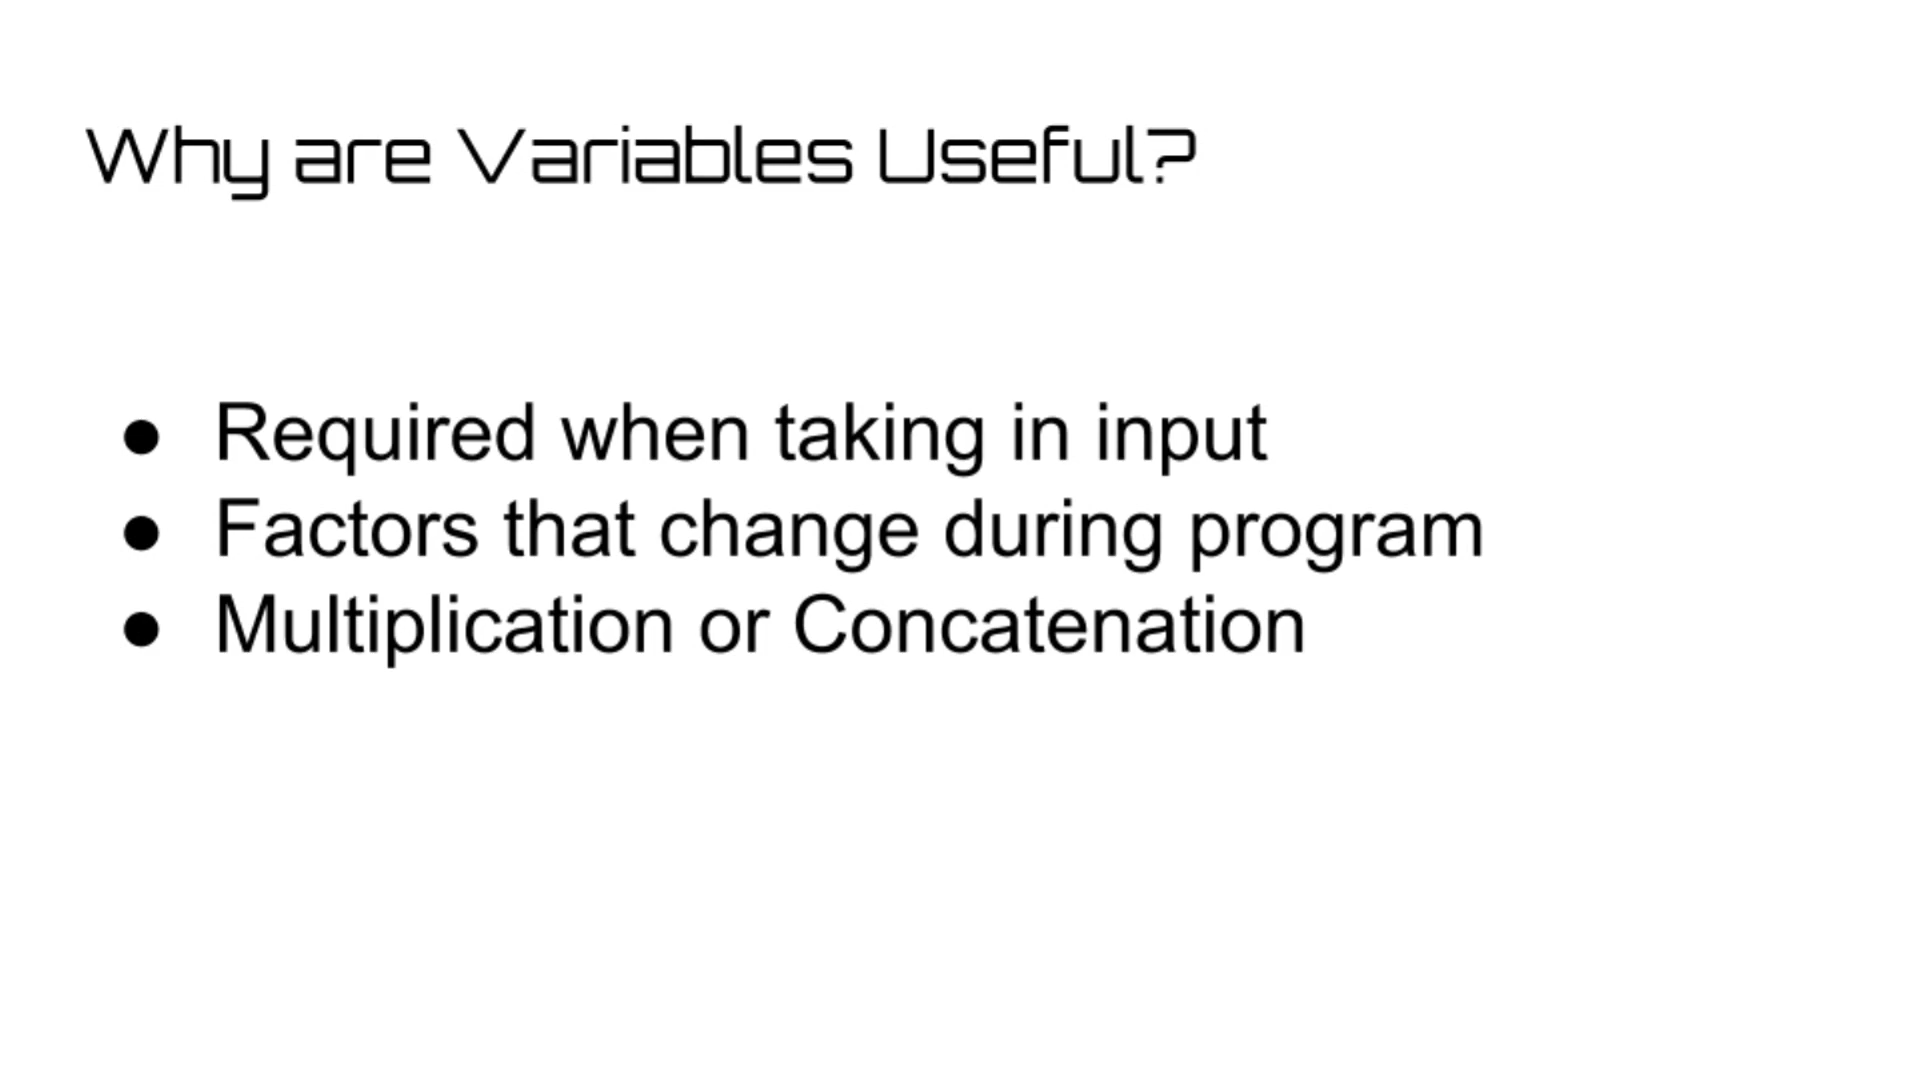 Why are Variables Useful?
● Required when taking in input
● Factors that change during program
● Multiplication or Concatenation